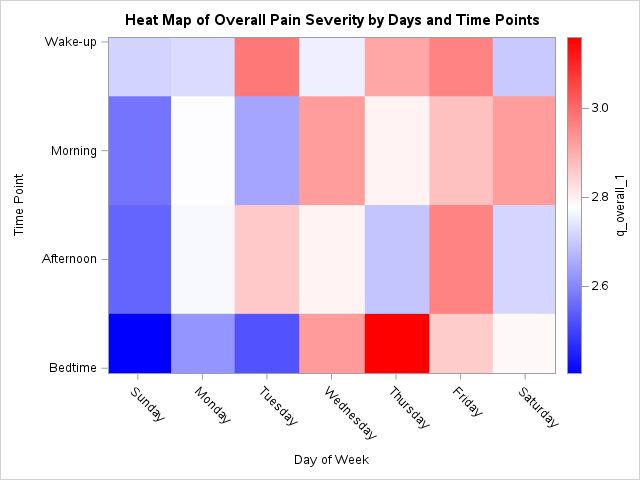 Heat Map of Overall Pain Severity by Days and Time Points
Wake-up
Morning
Afternoon
Bedtime
Time Point
Sunday
Monday
Tuesday
Wednesday
Thursday
Friday
Saturday
Day of Week
3.0
2.8
2.6
q_overall_1